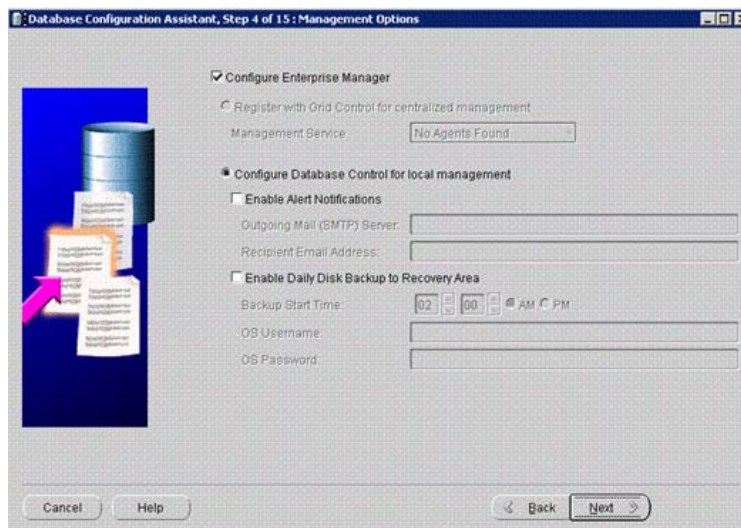 Database Configuration Assistant, Step 4 of 15 : Management Options
Configure Enterprise Manager
Register with Grid Control for centralized management
Management Service
No Agents Found
Configure Database Control for local management
Enable Alert Notifications
Outgoing Mail (SMTP) Server:
Recipient Email Address:
Enable Daily Disk Backup to Recovery Area
Backup Start Time: 02 00 AM PM
OS Username:
OS Password:
Cancel Help Back Next